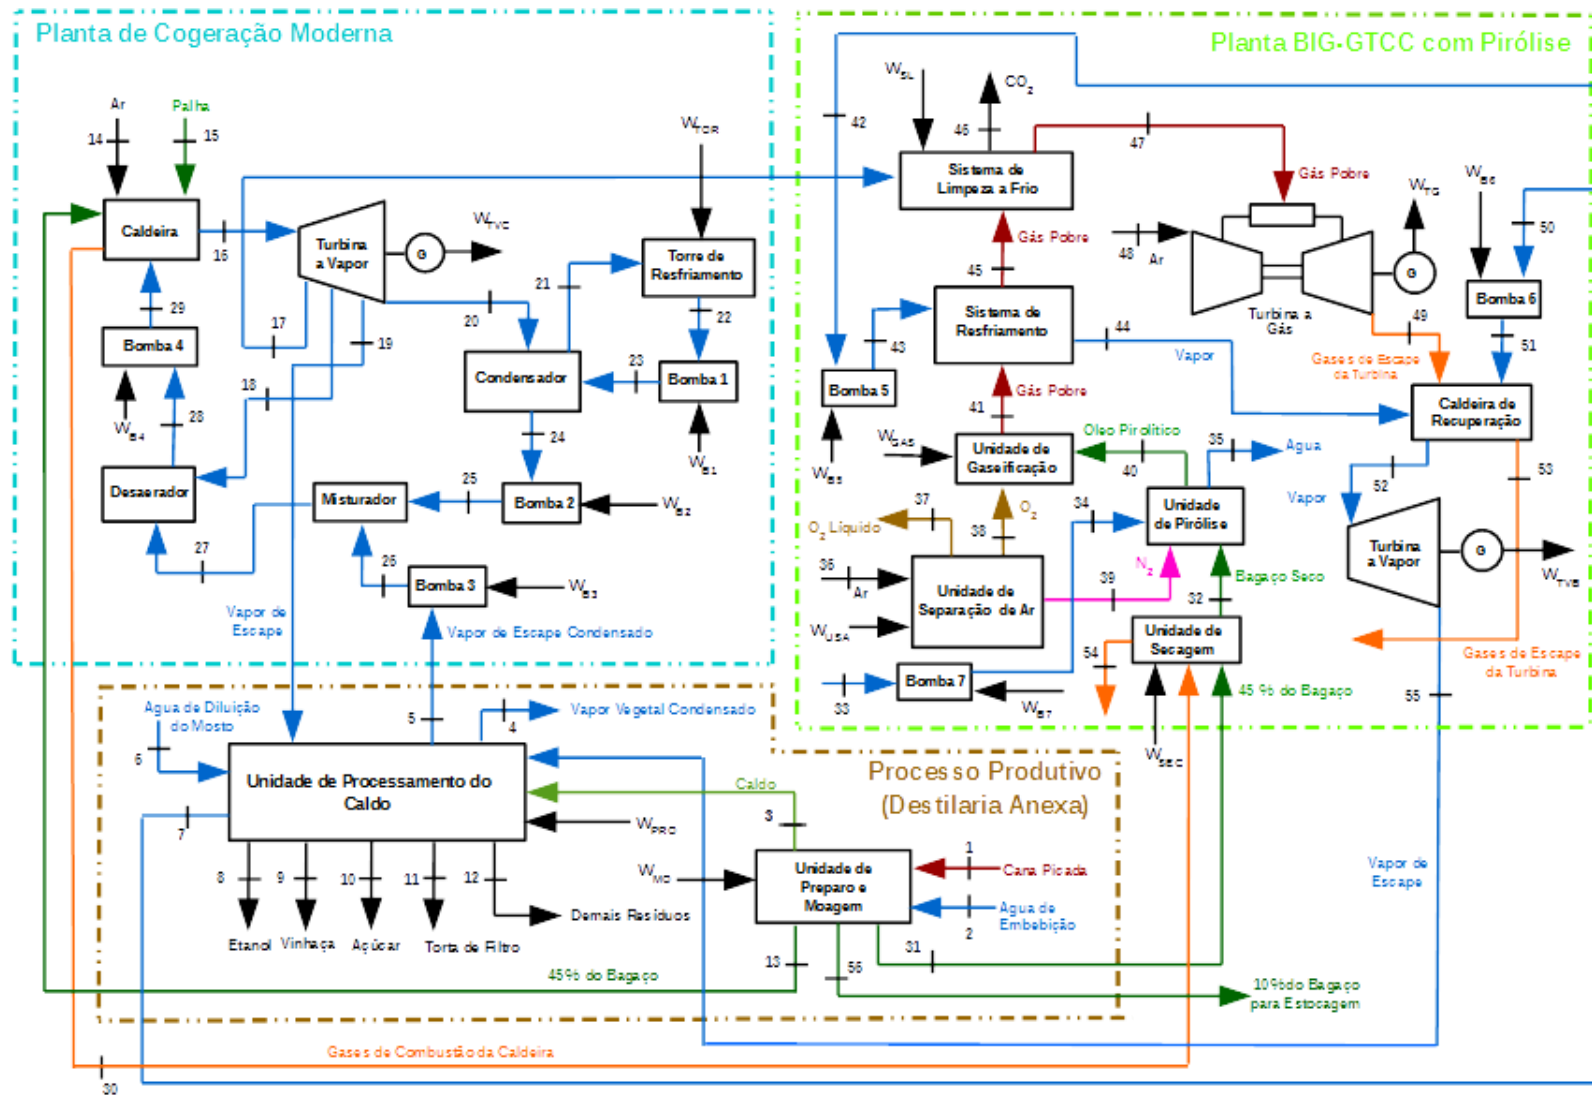 Planta de Cogeração Moderna
Ar
Palha
14
15
Caldeira
16
Turbina
a Vapor
G
W_TVC
W_TCR
Torre de
Resfriamento
21
22
20
17
19
18
29
Bomba 4
W_B4
28
Desaerador
27
Condensador
23
Bomba 1
W_B1
24
25
Misturador
Bomba 2
W_B2
26
Bomba 3
W_B3
Vapor de
Escape
Vapor de Escape Condensado
Planta BIG-GTCC com Pirólise
42
W_SL
CO2
46
47
Sistema de
Limpeza a Frio
Gás Pobre
W_TG
W_B6
50
Gás Pobre
45
48
Ar
G
Turbina a
Gás
49
Bomba 6
51
Sistema de
Resfriamento
44
Vapor
43
Bomba 5
W_B5
Gases de Escape
da Turbina
Caldeira de
Recuperação
Gás Pobre
41
W_GAS
Unidade de
Gaseificação
Óleo Pirolítico
40
35
Água
52
53
Vapor
37
O2 Líquido
38
O2
34
Unidade
de Pirólise
Turbina
a Vapor
G
W_TVB
36
Ar
Unidade de
Separação de Ar
W_USA
39
N2
Bagaço Seco
32
Unidade de
Secagem
54
Gases de Escape
da Turbina
33
Bomba 7
W_B7
45 % do Bagaço
W_SEC
55
Água de Diluição
do Mosto
6
5
4
Vapor Vegetal Condensado
Unidade de Processamento do
Caldo
Processo Produtivo
(Destilaria Anexa)
Caldo
3
7
W_PRO
8
9
10
11
12
Etanol
Vinhaça
Açúcar
Torta de Filtro
Demais Resíduos
W_MO
Unidade de
Preparo e
Moagem
1
Cana Picada
Água de
Embebição
2
Vapor de
Escape
13
56
31
45% do Bagaço
10%do Bagaço
para Estocagem
Gases de Combustão da Caldeira
30